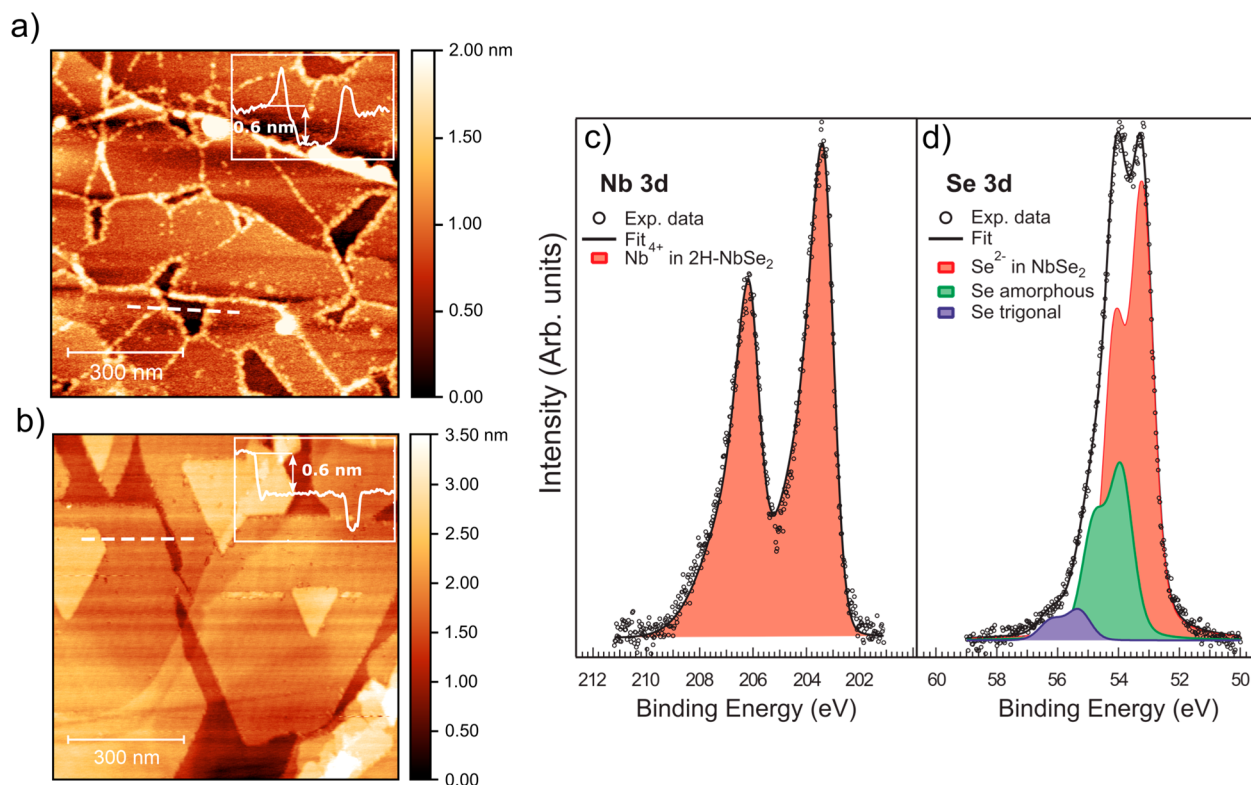 a)
2.00 nm
1.50
1.00
0.50
0.00
0.6 nm
300 nm
b)
3.50 nm
3.00
2.50
2.00
1.50
1.00
0.50
0.00
0.6 nm
300 nm
Intensity (Arb. units)
c)
Nb 3d
Exp. data
Fit
Nb⁴⁺ in 2H-NbSe₂
212 210 208 206 204 202
Binding Energy (eV)
d)
Se 3d
Exp. data
Fit
Se²⁻ in NbSe₂
Se amorphous
Se trigonal
60 58 56 54 52 50
Binding Energy (eV)